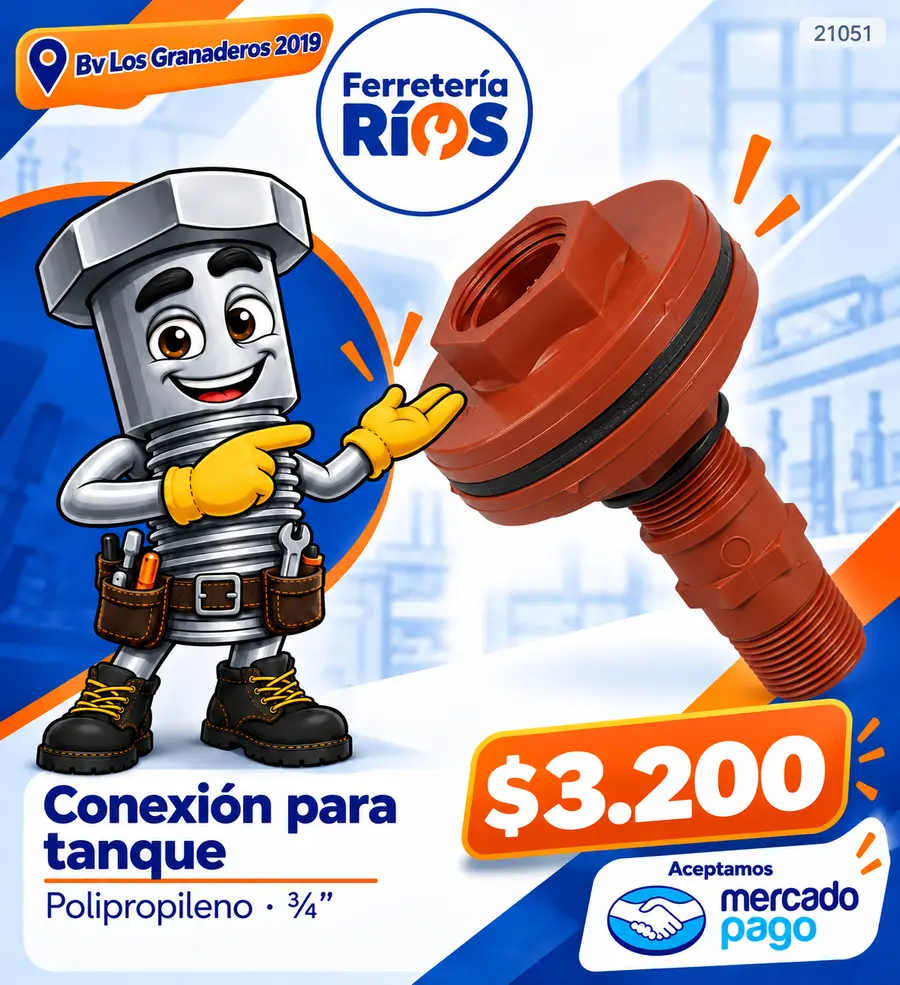 Bv Los Granaderos 2019
Ferretería
Ríos
21051
$3.200
Conexión para
tanque
Polipropileno · ¾”
Aceptamos
mercado
pago